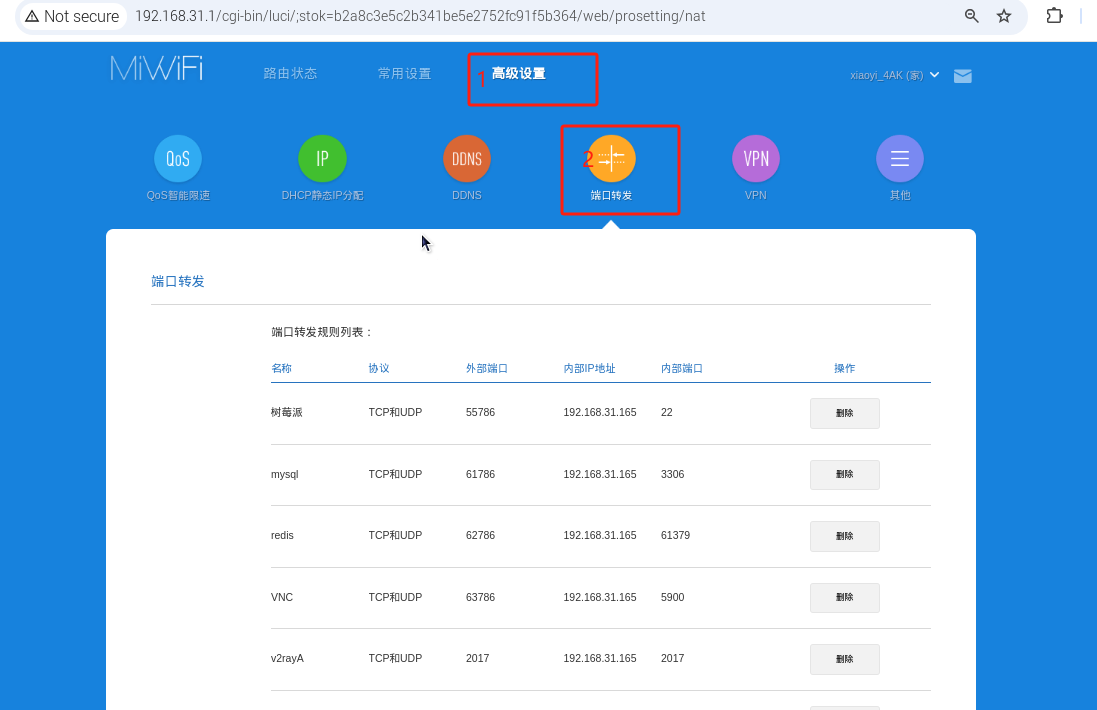 Not secure 192.168.31.1/cgi-bin/luci/;stok=b2a8c3e5c2b341be5e2752fc91f5b364/web/prosetting/nat
MiWiFi 路由状态 常用设置 1 高级设置 xiaoyi_4AK (家)
QoS IP DDNS 2 VPN
QoS智能限速 DHCP静态IP分配 DDNS 端口转发 VPN 其他
端口转发
端口转发规则列表：
名称 协议 外部端口 内部IP地址 内部端口 操作
树莓派 TCP和UDP 55786 192.168.31.165 22 删除
mysql TCP和UDP 61786 192.168.31.165 3306 删除
redis TCP和UDP 62786 192.168.31.165 61379 删除
VNC TCP和UDP 63786 192.168.31.165 5900 删除
v2rayA TCP和UDP 2017 192.168.31.165 2017 删除